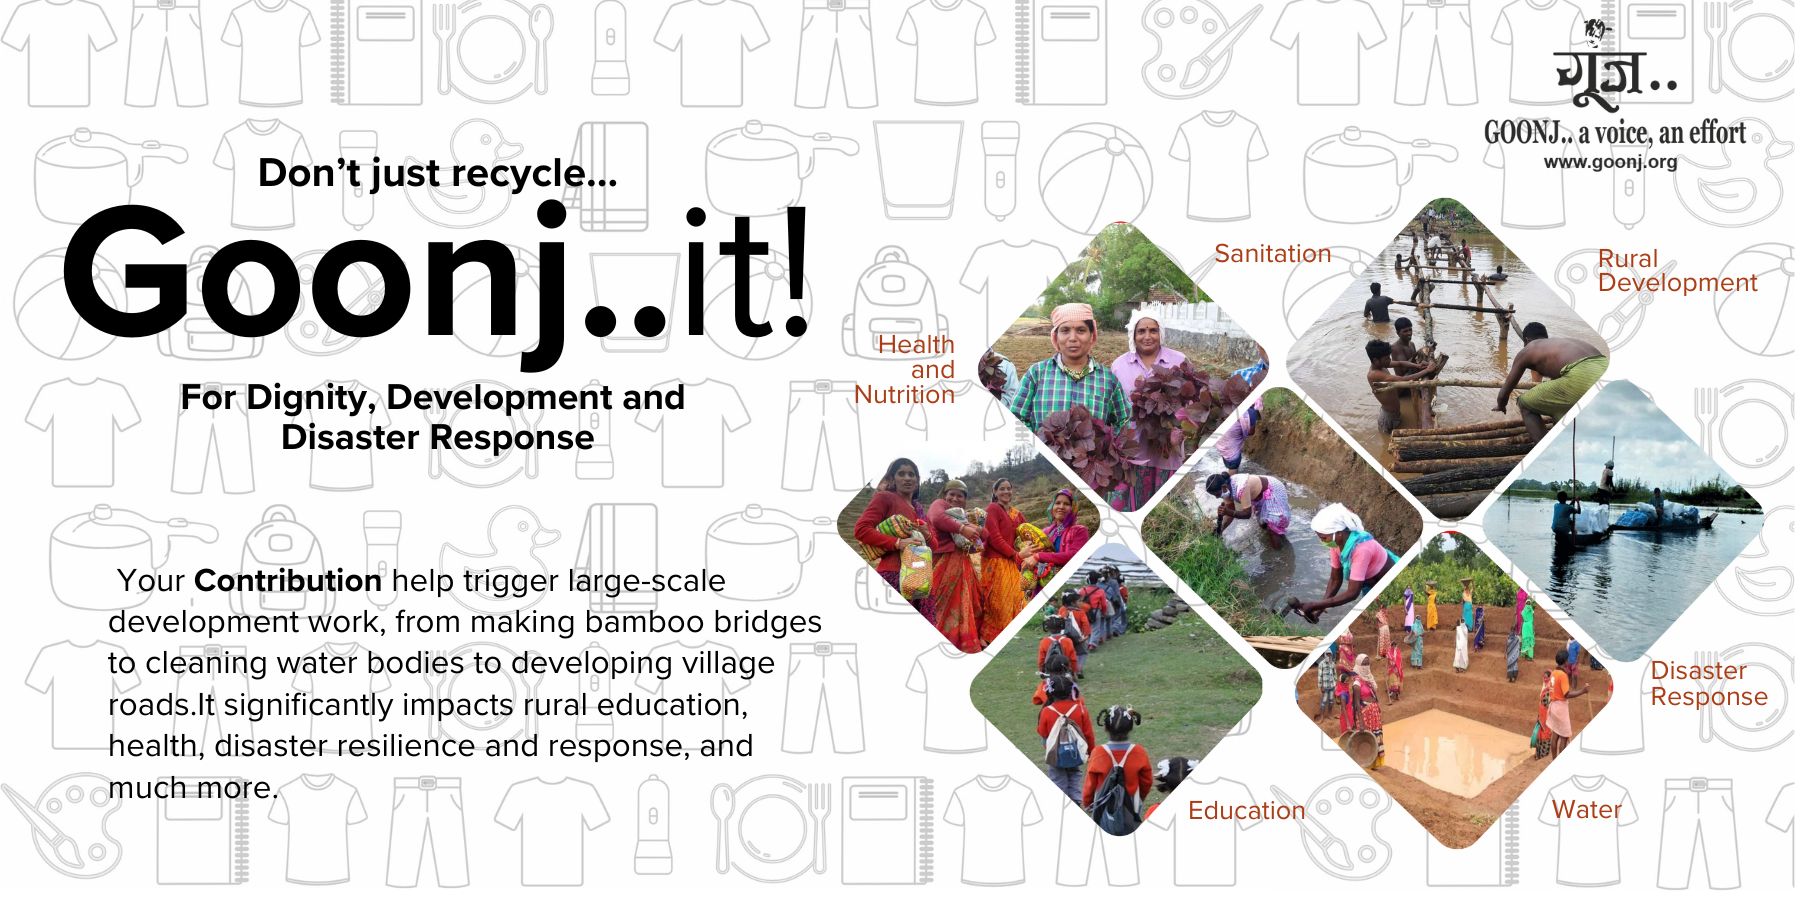 गूंज..
GOONJ.. a voice, an effort
www.goonj.org
Don’t just recycle...
Goonj..it!
For Dignity, Development and
Disaster Response
Your Contribution help trigger large-scale
development work, from making bamboo bridges
to cleaning water bodies to developing village
roads.It significantly impacts rural education,
health, disaster resilience and response, and
much more.
Sanitation
Rural
Development
Health
and
Nutrition
Disaster
Response
Education
Water